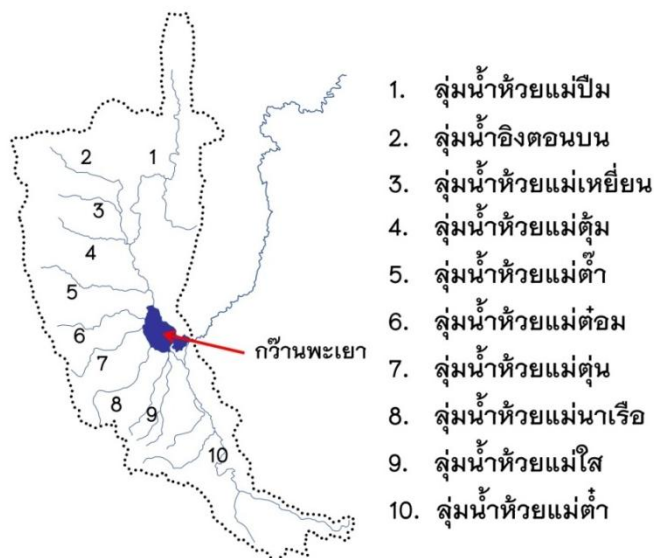 1. ลุ่มน้ำห้วยแม่ปืม
2. ลุ่มน้ำอิงตอนบน
3. ลุ่มน้ำห้วยแม่เหยี่ยน
4. ลุ่มน้ำห้วยแม่ตุ้ม
5. ลุ่มน้ำห้วยแม่ต๊ำ
6. ลุ่มน้ำห้วยแม่ต๋อม
7. ลุ่มน้ำห้วยแม่ตุ่น
8. ลุ่มน้ำห้วยแม่นาเรือ
9. ลุ่มน้ำห้วยแม่ใส
10. ลุ่มน้ำห้วยแม่ต๋ำ
1
2
3
4
5
6
7
8
9
10
กว๊านพะเยา